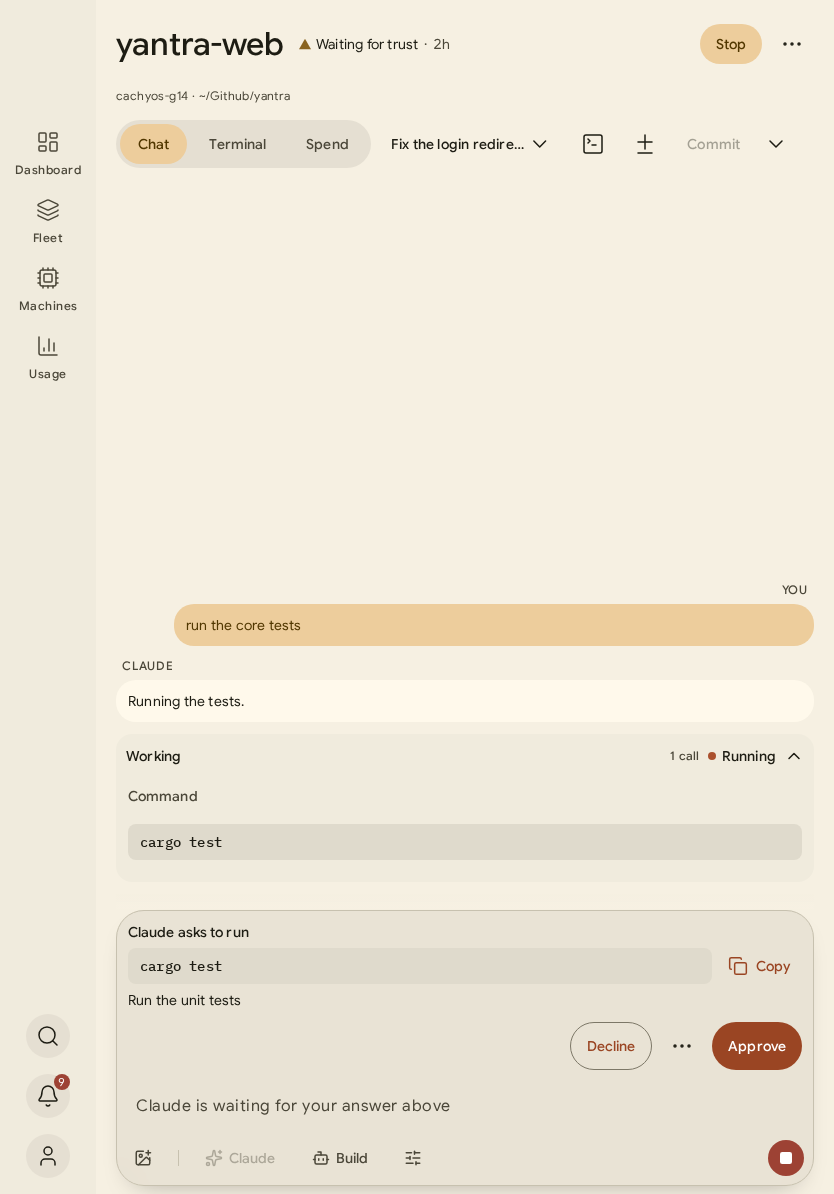 yantra-web
Waiting for trust · 2h
Stop
cachyos-g14 · ~/Github/yantra
Chat
Terminal
Spend
Fix the login redire...
Commit
Dashboard
Fleet
Machines
Usage
YOU
run the core tests
CLAUDE
Running the tests.
Working
1 call
Running
Command
cargo test
Claude asks to run
cargo test
Copy
Run the unit tests
Decline
Approve
Claude is waiting for your answer above
Claude
Build
9